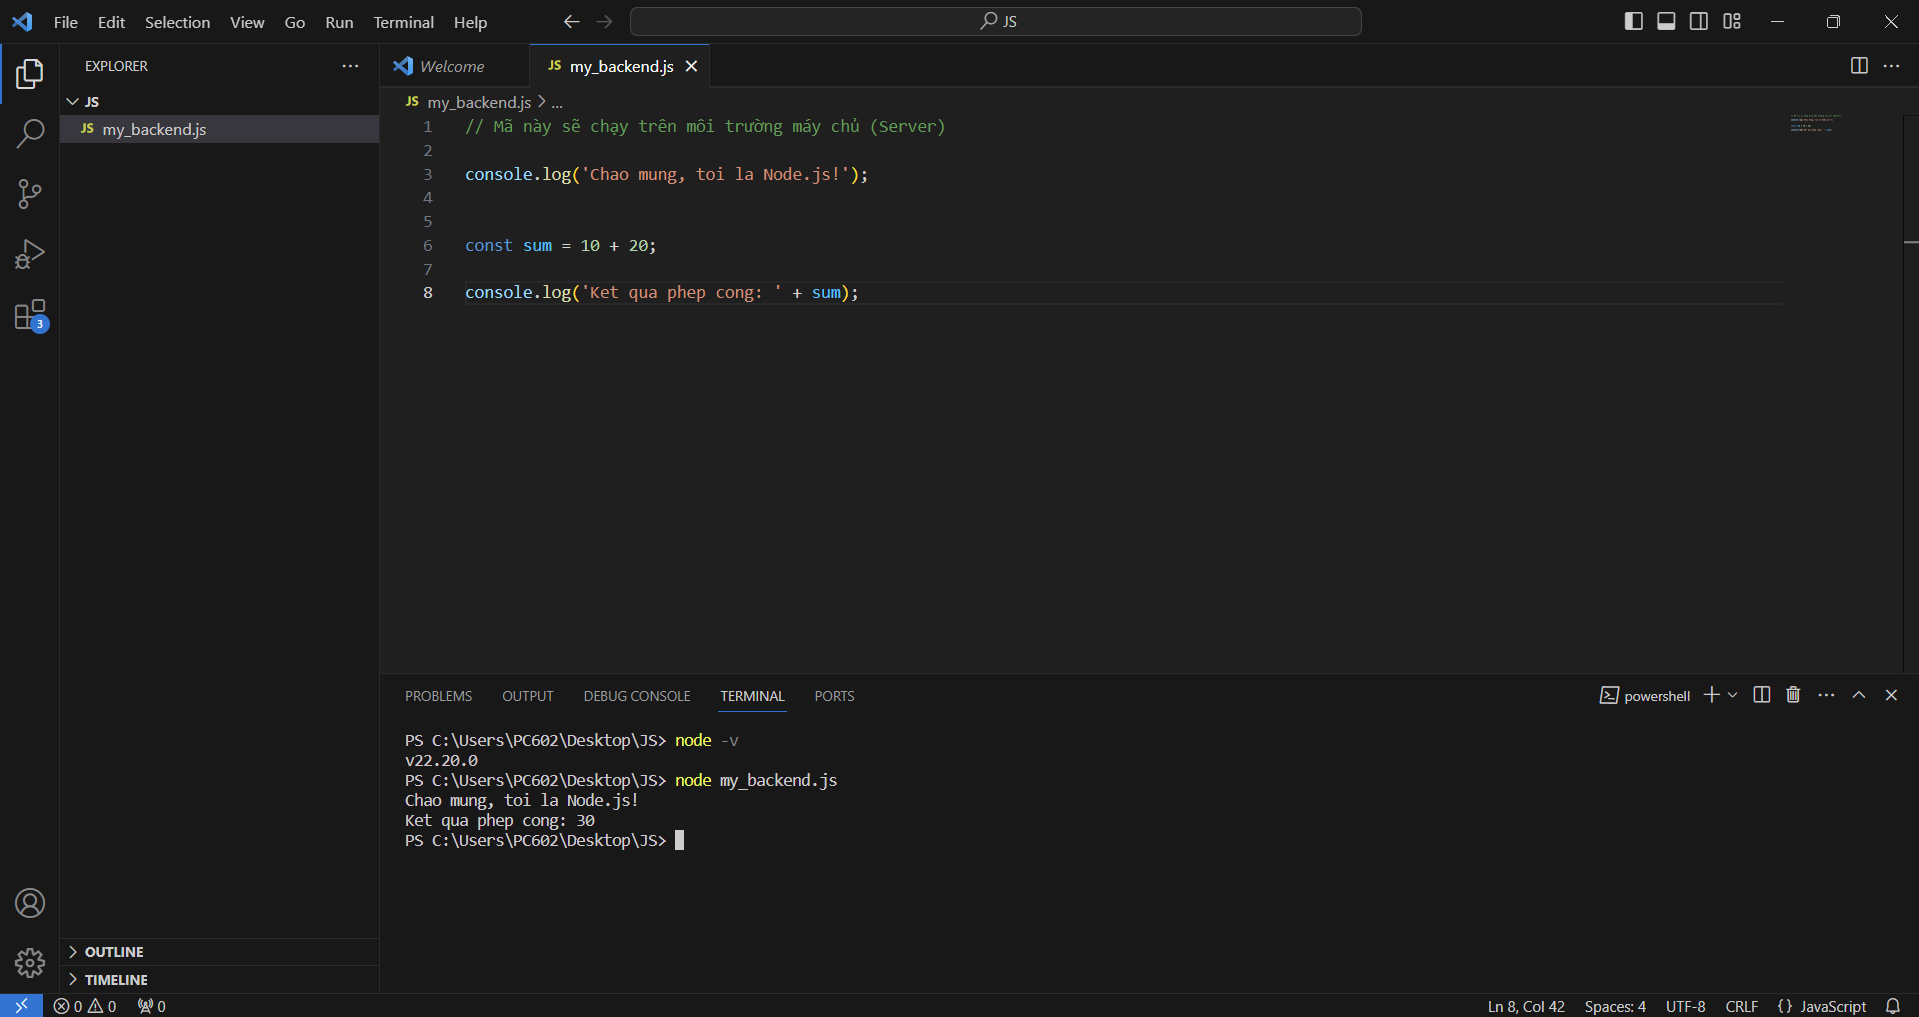 File Edit Selection View Go Run Terminal Help
JS
EXPLORER
JS
JS my_backend.js
OUTLINE
TIMELINE
3
Welcome
JS my_backend.js
JS my_backend.js > ...
1 // Mã này sẽ chạy trên môi trường máy chủ (Server)
2
3 console.log('Chao mung, toi la Node.js!');
4
5
6 const sum = 10 + 20;
7
8 console.log('Ket qua phep cong: ' + sum);
PROBLEMS OUTPUT DEBUG CONSOLE TERMINAL PORTS
powershell
PS C:\Users\PC602\Desktop\JS> node -v
v22.20.0
PS C:\Users\PC602\Desktop\JS> node my_backend.js
Chao mung, toi la Node.js!
Ket qua phep cong: 30
PS C:\Users\PC602\Desktop\JS>
0 0 0
Ln 8, Col 42 Spaces: 4 UTF-8 CRLF {} JavaScript